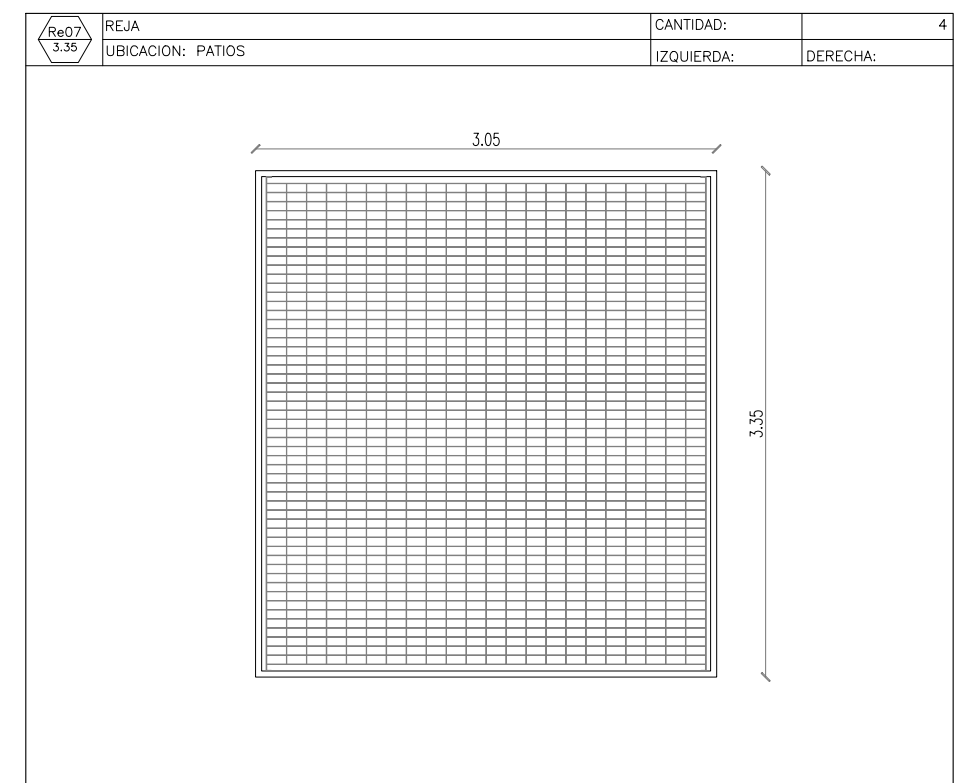 Re07
3.35
REJA
CANTIDAD:
4
UBICACION: PATIOS
IZQUIERDA:
DERECHA:
3.05
3.35